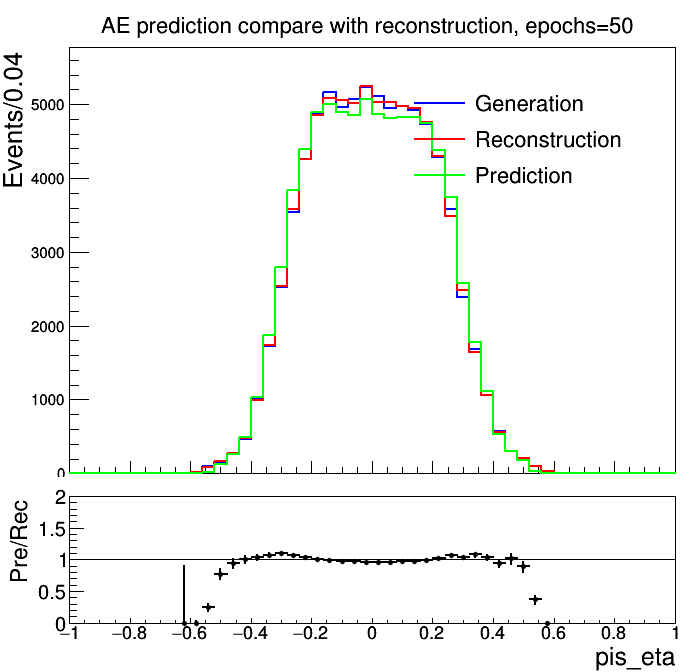 AE prediction compare with reconstruction, epochs=50
Events/0.04
5000
4000
3000
2000
1000
0
Generation
Reconstruction
Prediction
Pre/Rec
2
1.5
1
0.5
0
−1 −0.8 −0.6 −0.4 −0.2 0 0.2 0.4 0.6 0.8 1
pis_eta